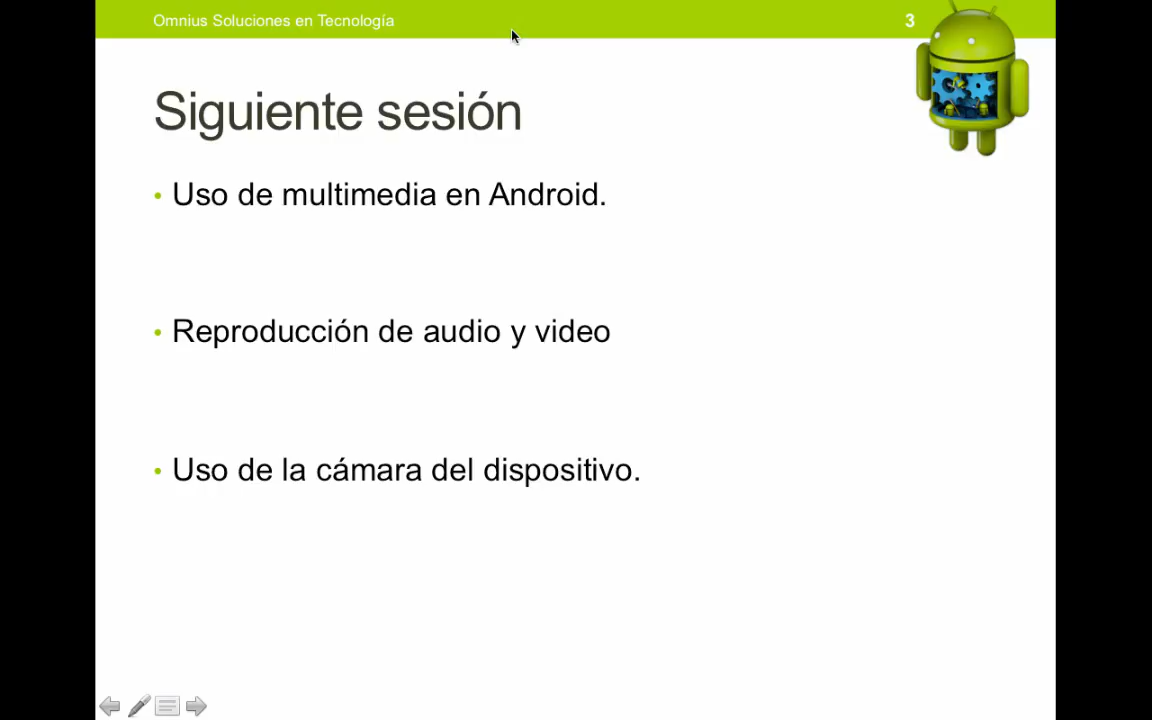 Omnius Soluciones en Tecnología
3
Siguiente sesión
• Uso de multimedia en Android.
• Reproducción de audio y video
• Uso de la cámara del dispositivo.